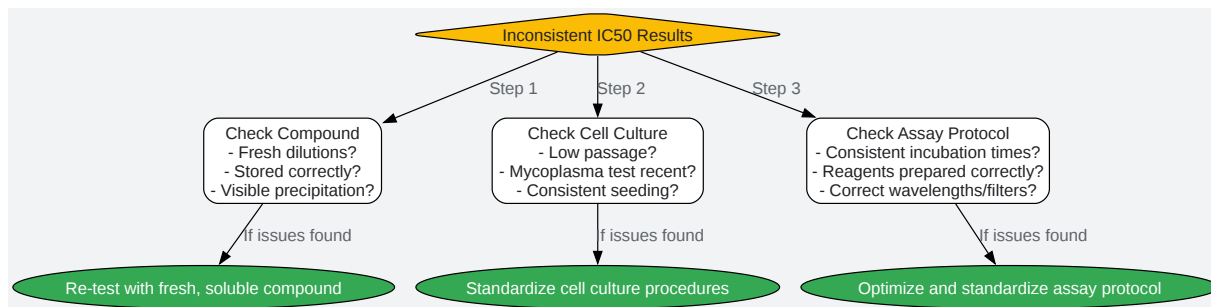 Inconsistent IC50 Results
Step 1
Step 2
Step 3
Check Compound
- Fresh dilutions?
- Stored correctly?
- Visible precipitation?
Check Cell Culture
- Low passage?
- Mycoplasma test recent?
- Consistent seeding?
Check Assay Protocol
- Consistent incubation times?
- Reagents prepared correctly?
- Correct wavelengths/filters?
If issues found
If issues found
If issues found
Re-test with fresh, soluble compound
Standardize cell culture procedures
Optimize and standardize assay protocol